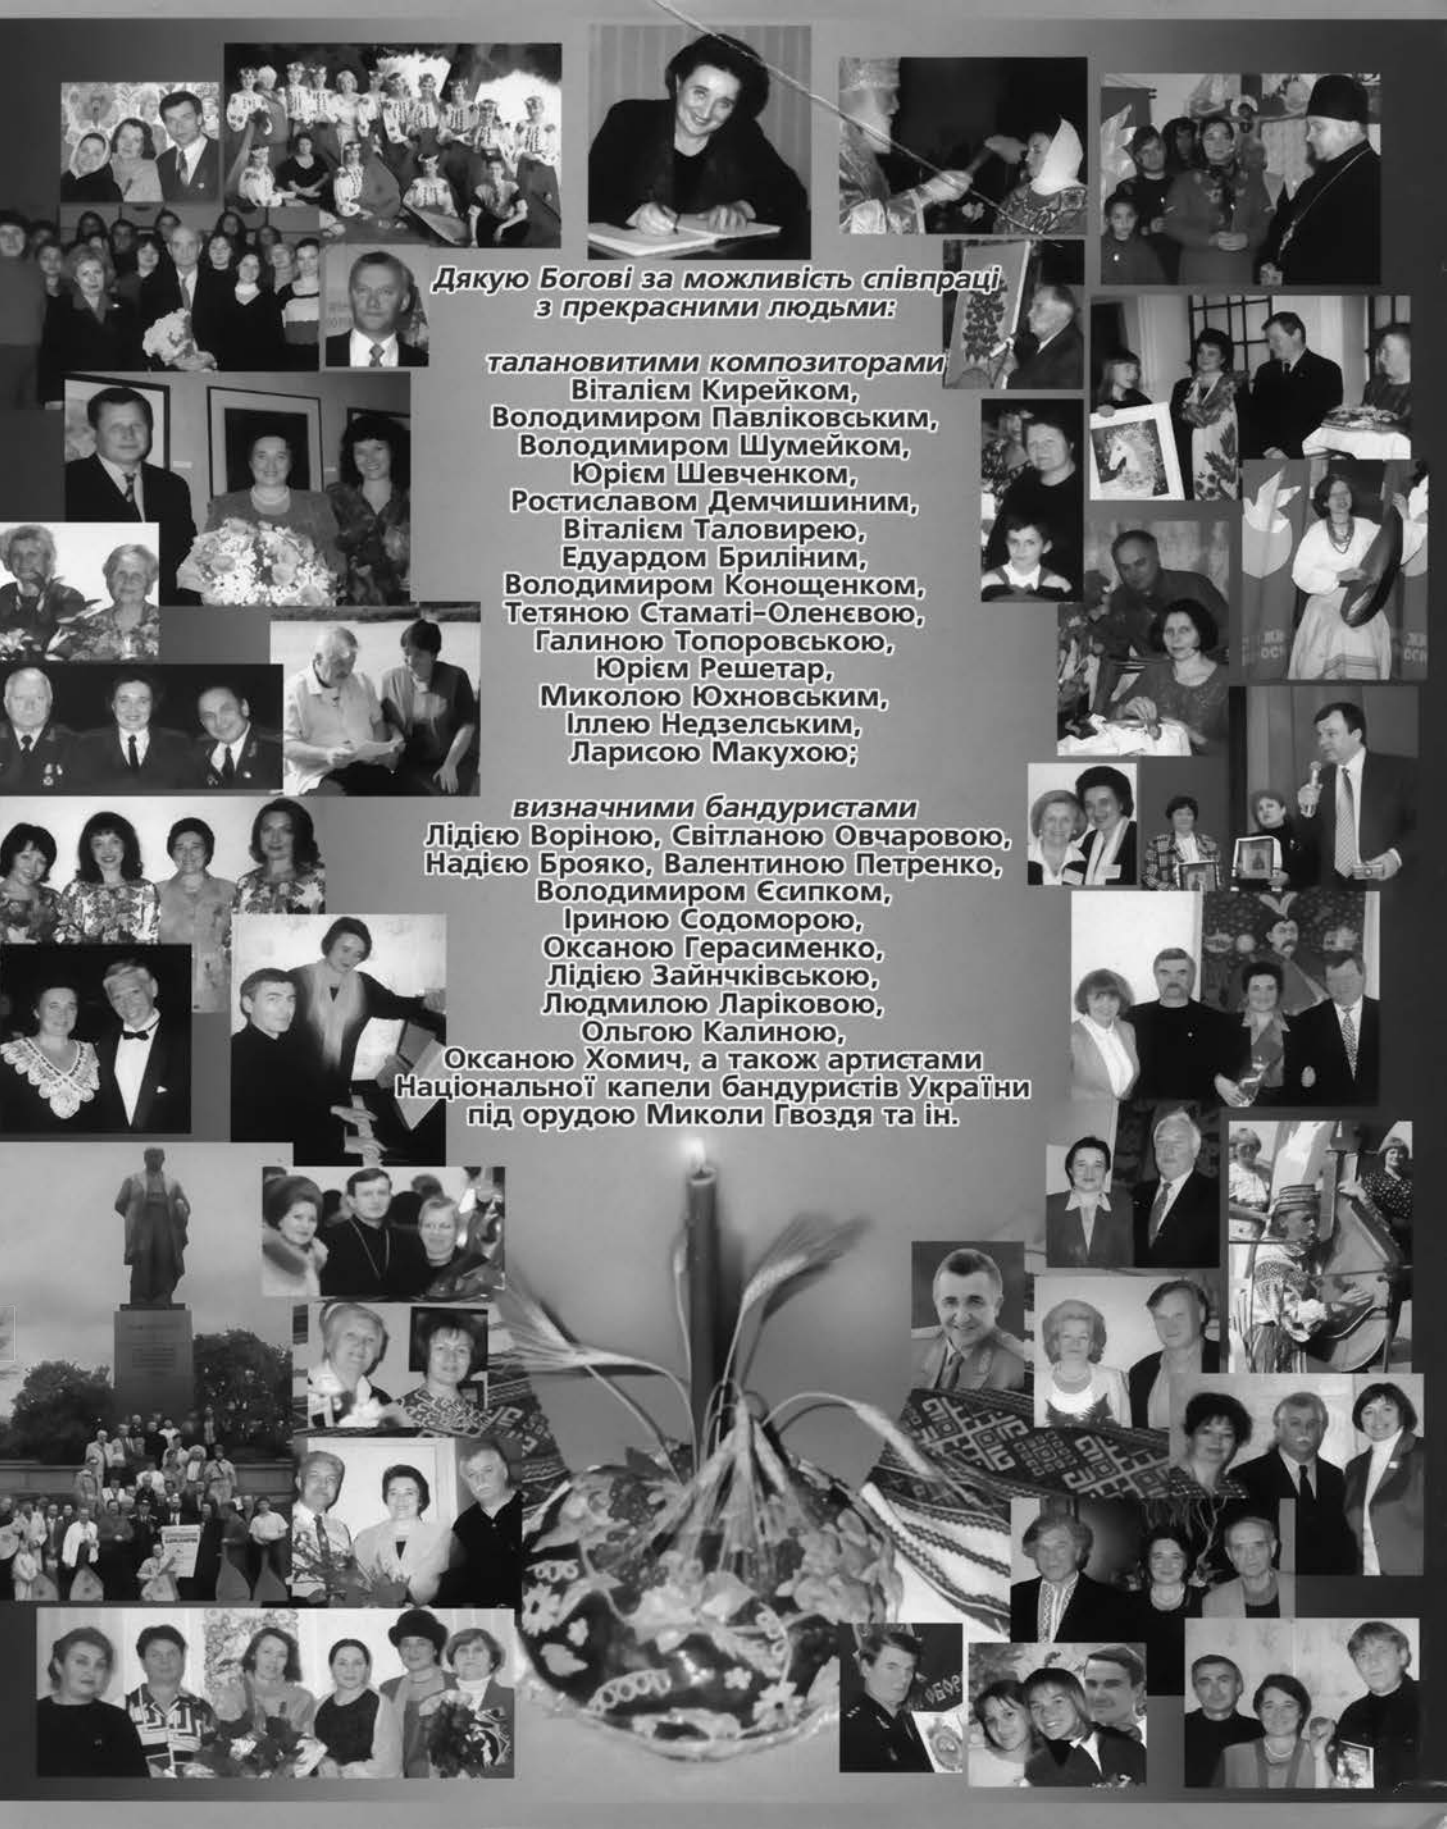 Дякую Богові за можливість співпраці
з прекрасними людьми:
талановитими композиторами
Віталієм Кирейком,
Володимиром Павліковським,
Володимиром Шумейком,
Юрієм Шевченком,
Ростиславом Демчишиним,
Віталієм Таловирею,
Едуардом Бриліним,
Володимиром Конощенком,
Тетяною Стаматі-Оленєвою,
Галиною Топоровською,
Юрієм Решетар,
Миколою Юхновським,
Іллею Недзелським,
Ларисою Макухою;
визначними бандуристами
Лідією Воріною, Світланою Овчаровою,
Надією Брояко, Валентиною Петренко,
Володимиром Єсипком,
Іриною Содоморою,
Оксаною Герасименко,
Лідією Зайнчківською,
Людмилою Ларіковою,
Ольгою Калиною,
Оксаною Хомич, а також артистами
Національної капели бандуристів України
під орудою Миколи Гвоздя та ін.